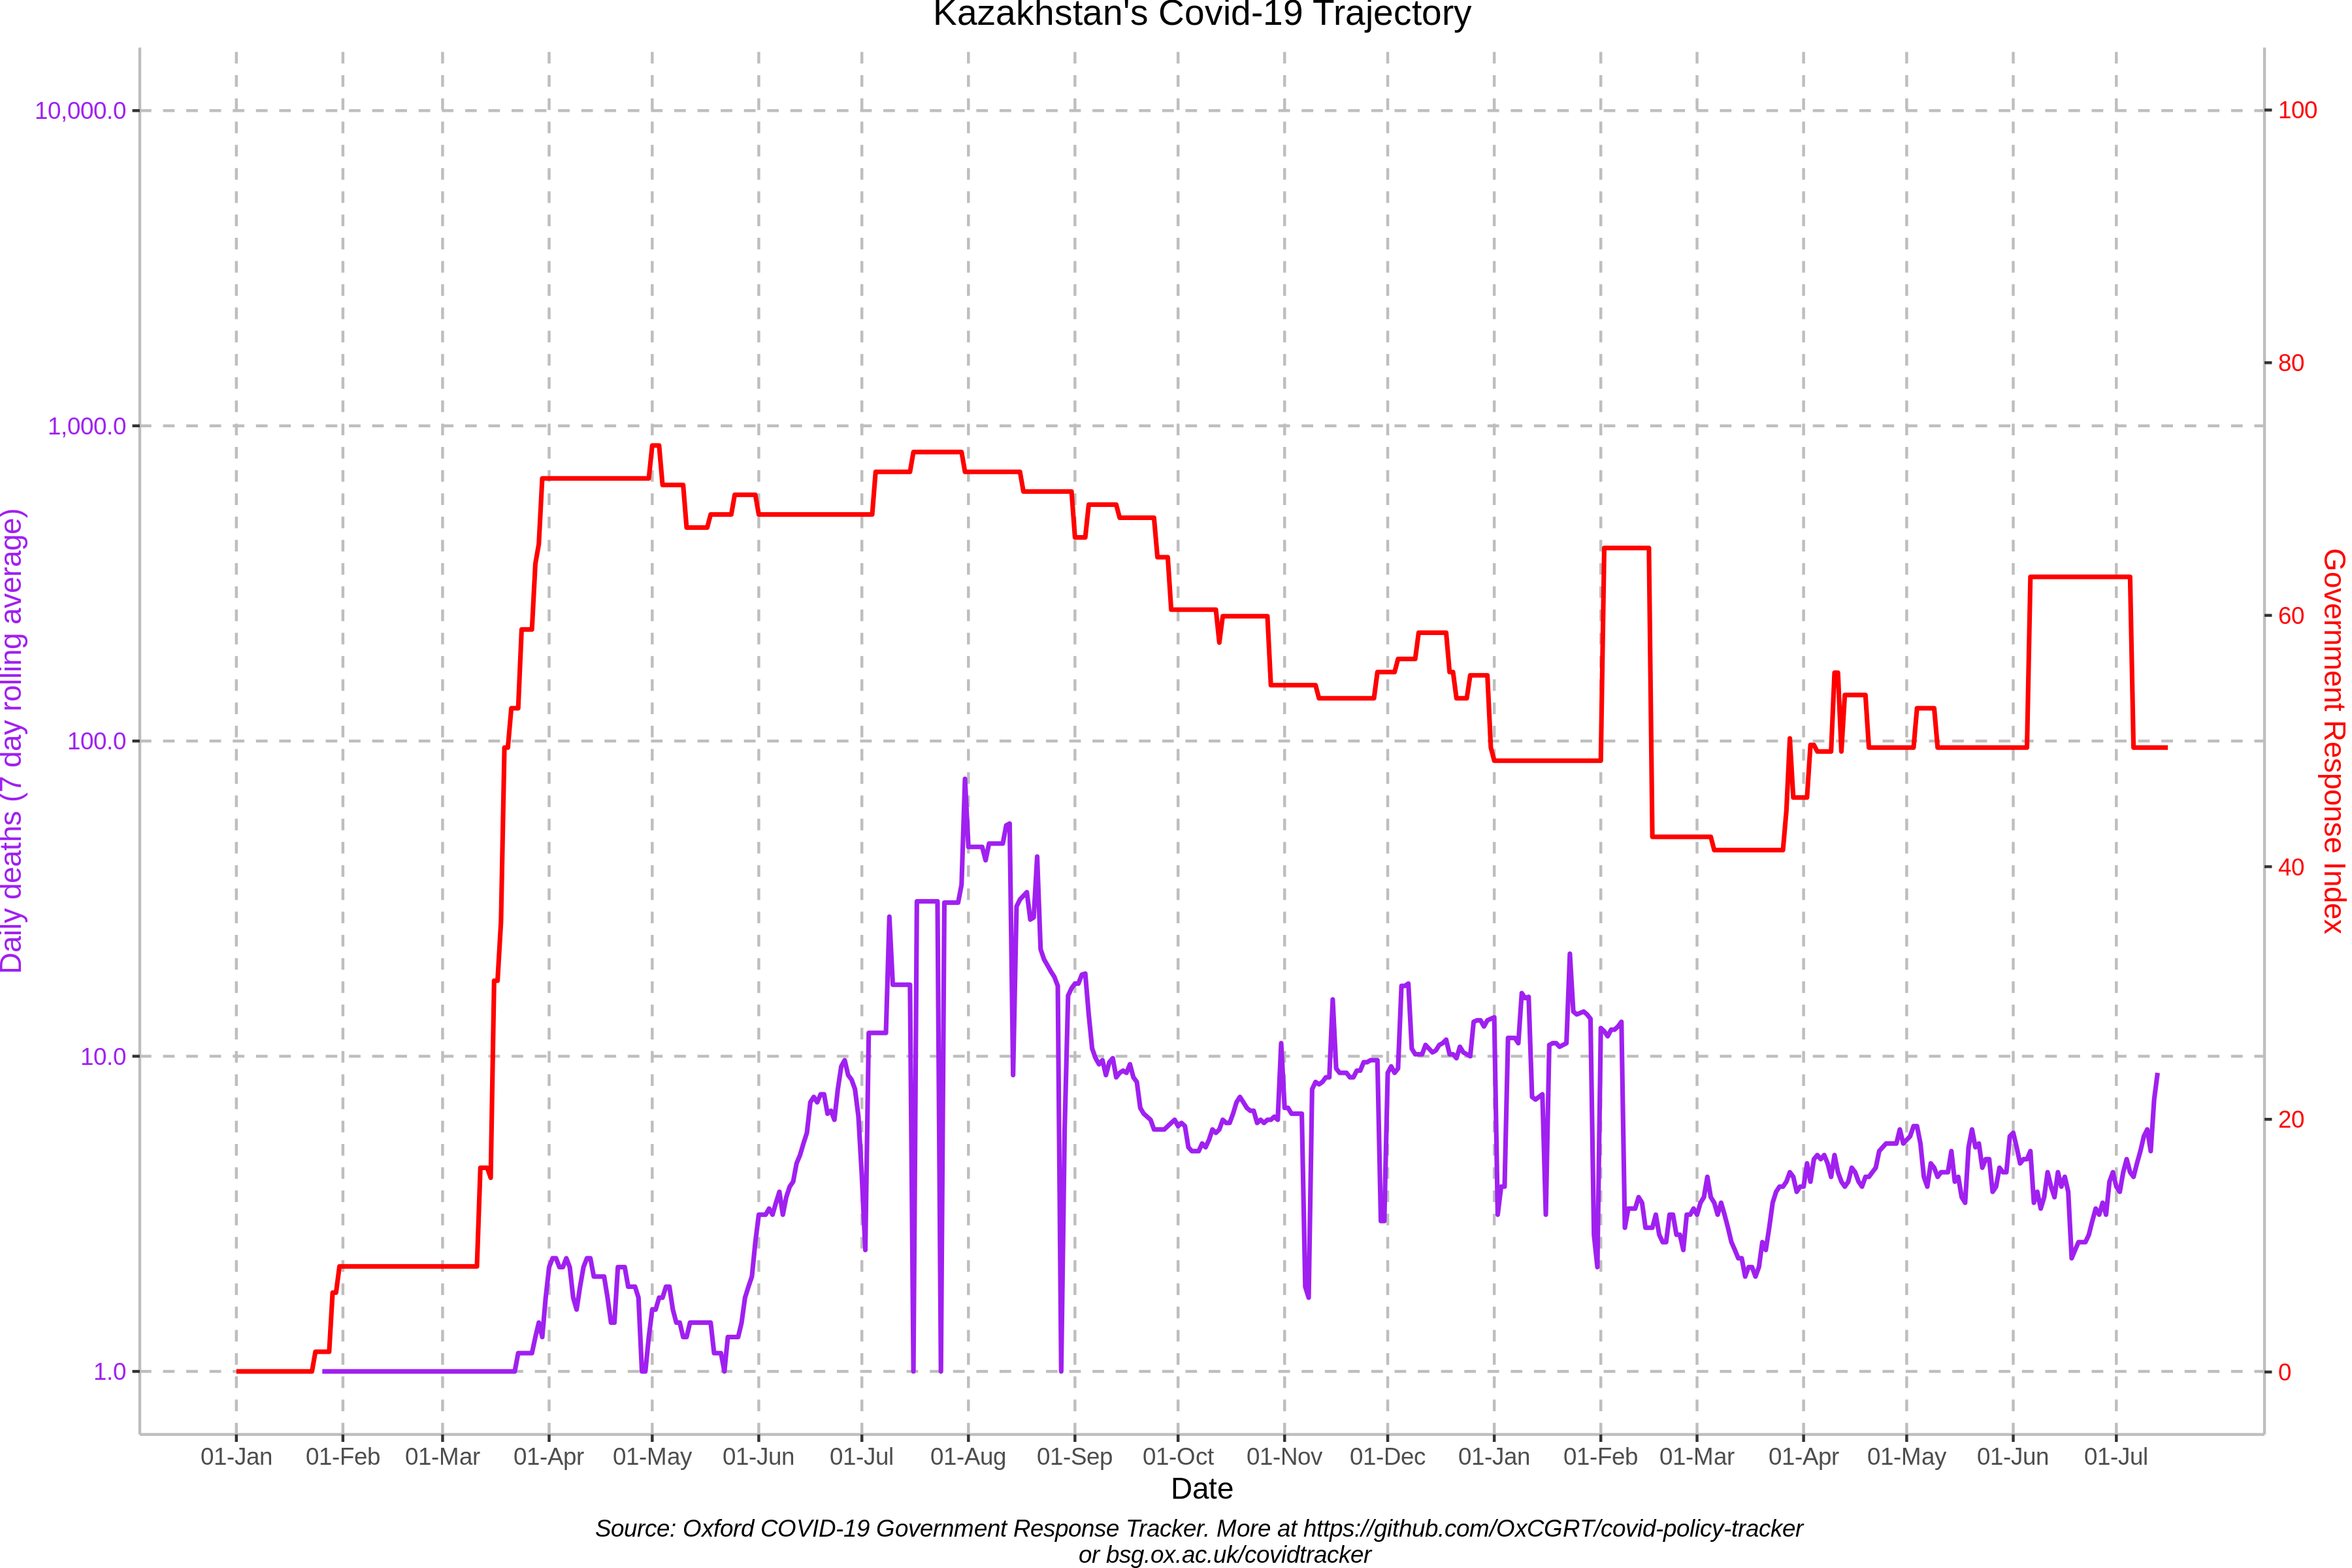 Kazakhstan's Covid-19 Trajectory
10,000.0
1,000.0
100.0
10.0
1.0
Daily deaths (7 day rolling average)
100
80
60
40
20
0
Government Response Index
01-Jan 01-Feb 01-Mar 01-Apr 01-May 01-Jun 01-Jul 01-Aug 01-Sep 01-Oct 01-Nov 01-Dec 01-Jan 01-Feb 01-Mar 01-Apr 01-May 01-Jun 01-Jul
Date
Source: Oxford COVID-19 Government Response Tracker. More at https://github.com/OxCGRT/covid-policy-tracker
or bsg.ox.ac.uk/covidtracker